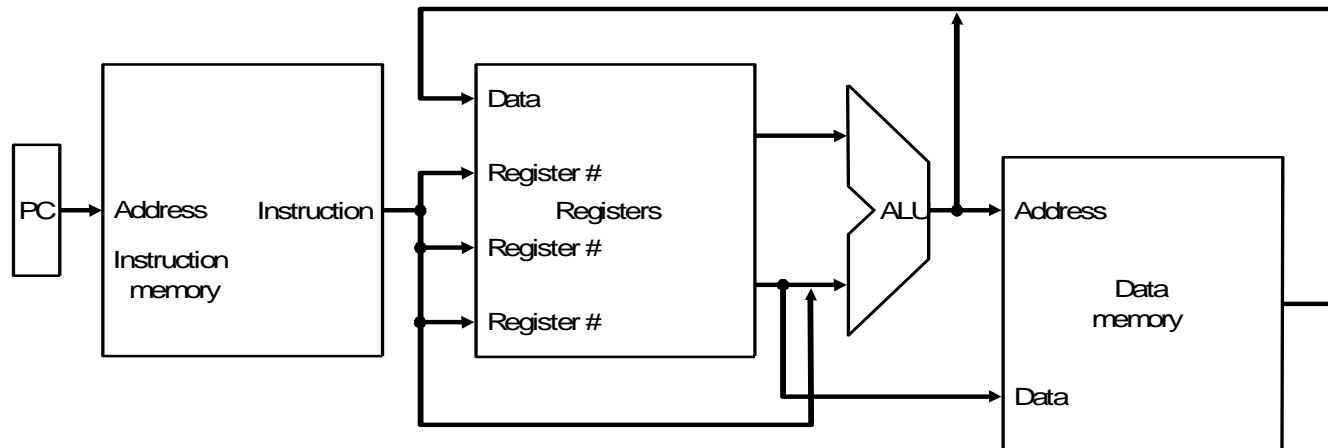 PC
Address
Instruction
Instruction
memory
Data
Register #
Registers
Register #
Register #
ALU
Address
Data
memory
Data